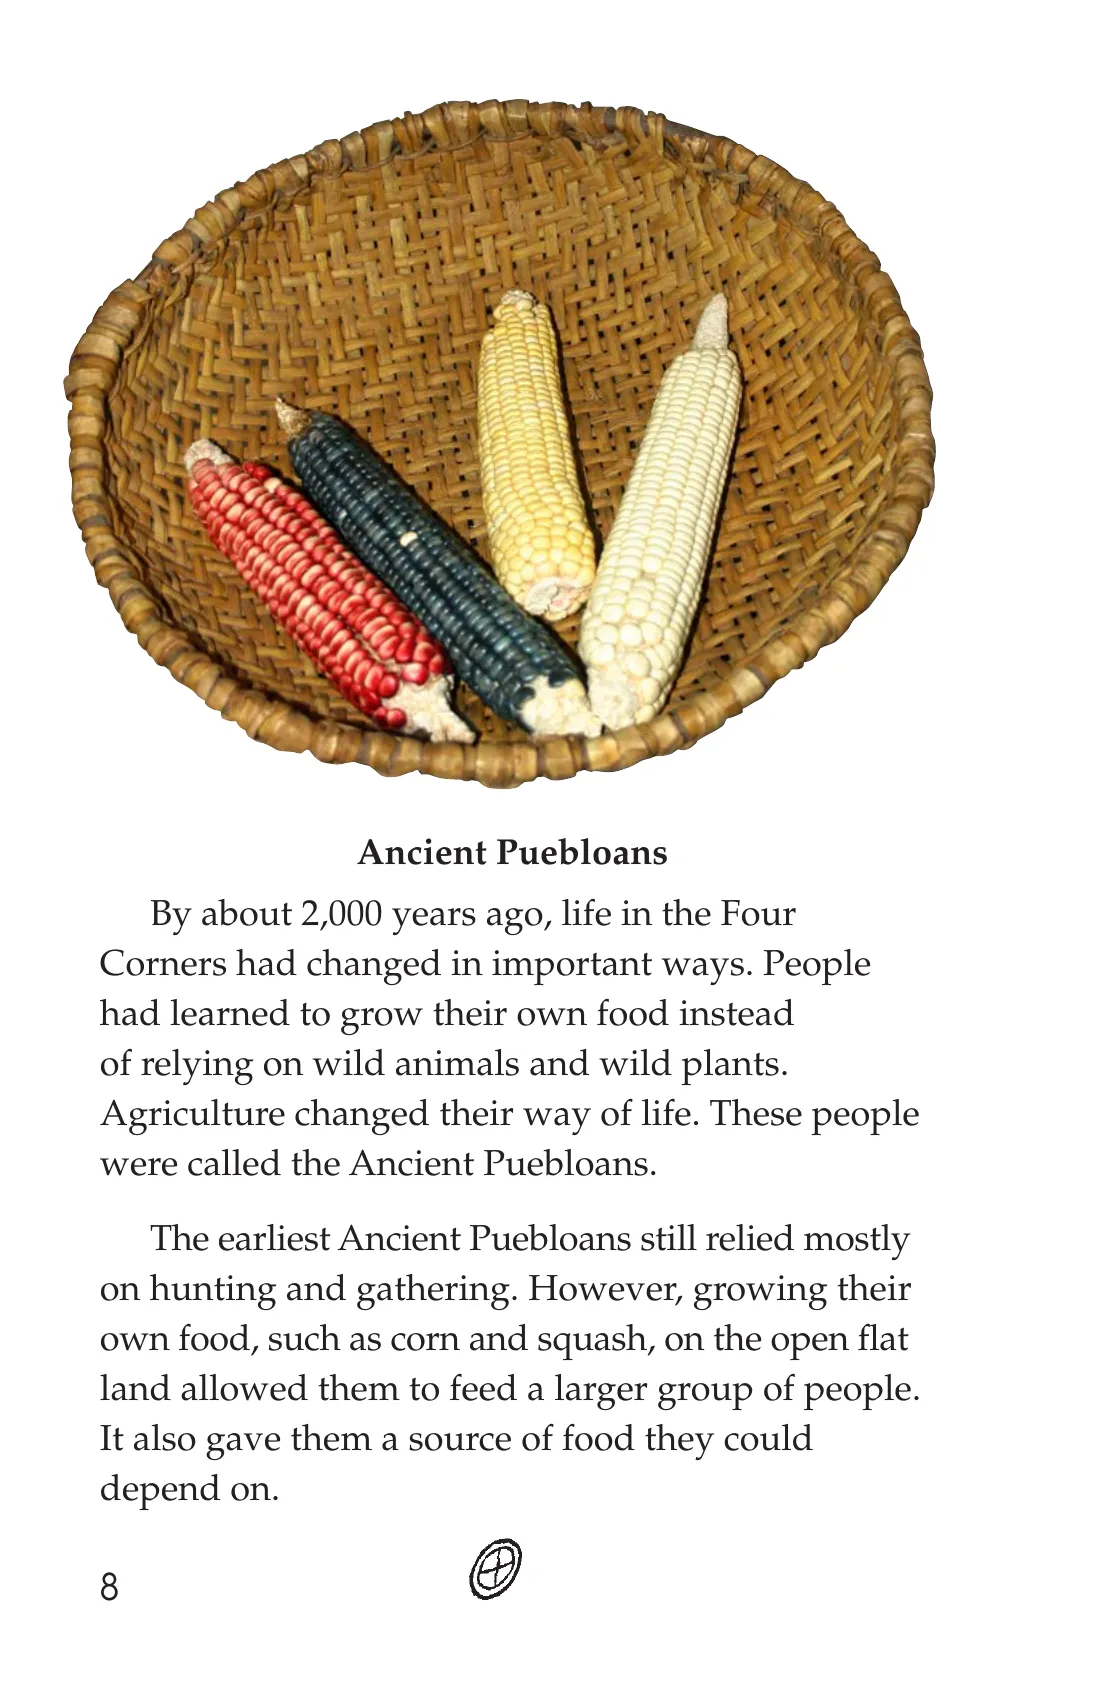 Ancient Puebloans
By about 2,000 years ago, life in the Four
Corners had changed in important ways. People
had learned to grow their own food instead
of relying on wild animals and wild plants.
Agriculture changed their way of life. These people
were called the Ancient Puebloans.
The earliest Ancient Puebloans still relied mostly
on hunting and gathering. However, growing their
own food, such as corn and squash, on the open flat
land allowed them to feed a larger group of people.
It also gave them a source of food they could
depend on.
8